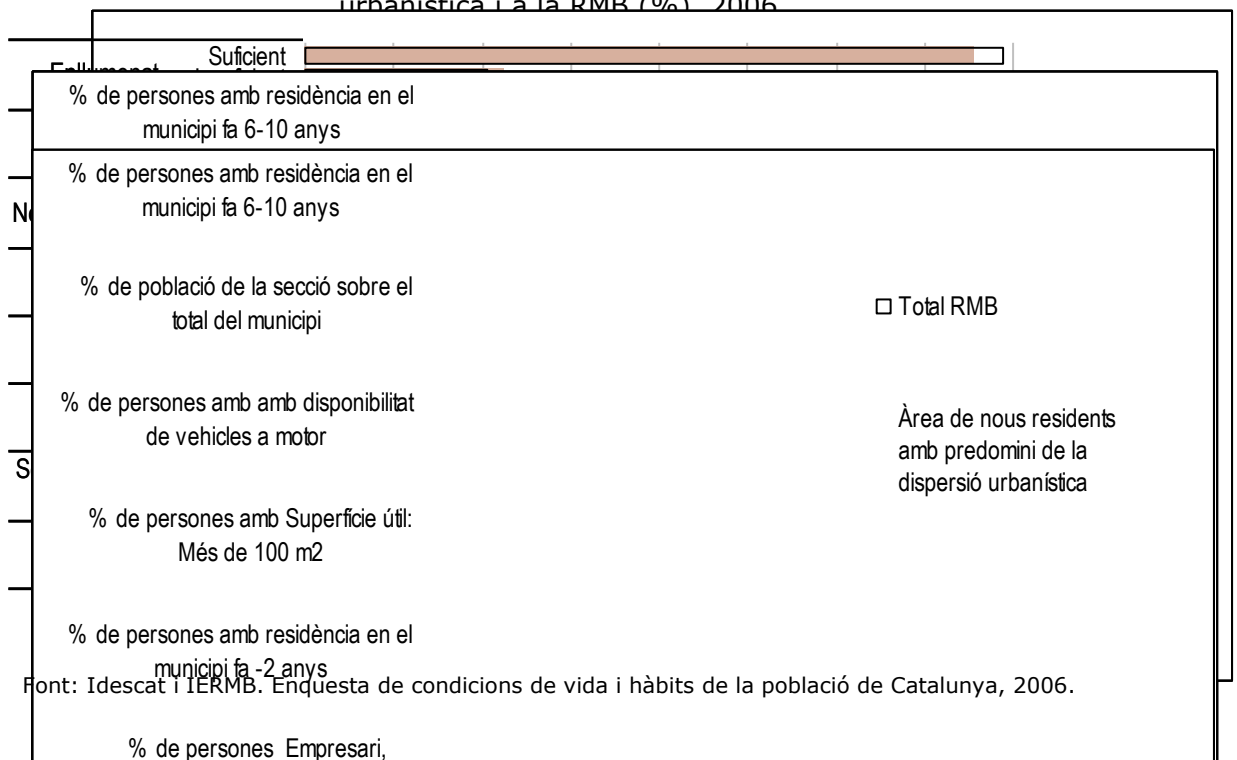 urbanística i a la RMB (%). 2006
Suficient
% de persones amb residència en el
municipi fa 6-10 anys
% de persones amb residència en el
municipi fa 6-10 anys
% de població de la secció sobre el
total del municipi
Total RMB
% de persones amb amb disponibilitat
de vehicles a motor
Àrea de nous residents
amb predomini de la
dispersió urbanística
% de persones amb Superfície útil:
Més de 100 m2
% de persones amb residència en el
municipi fa -2 anys
Font: Idescat i IERMB. Enquesta de condicions de vida i hàbits de la població de Catalunya, 2006.
% de persones Empresari,